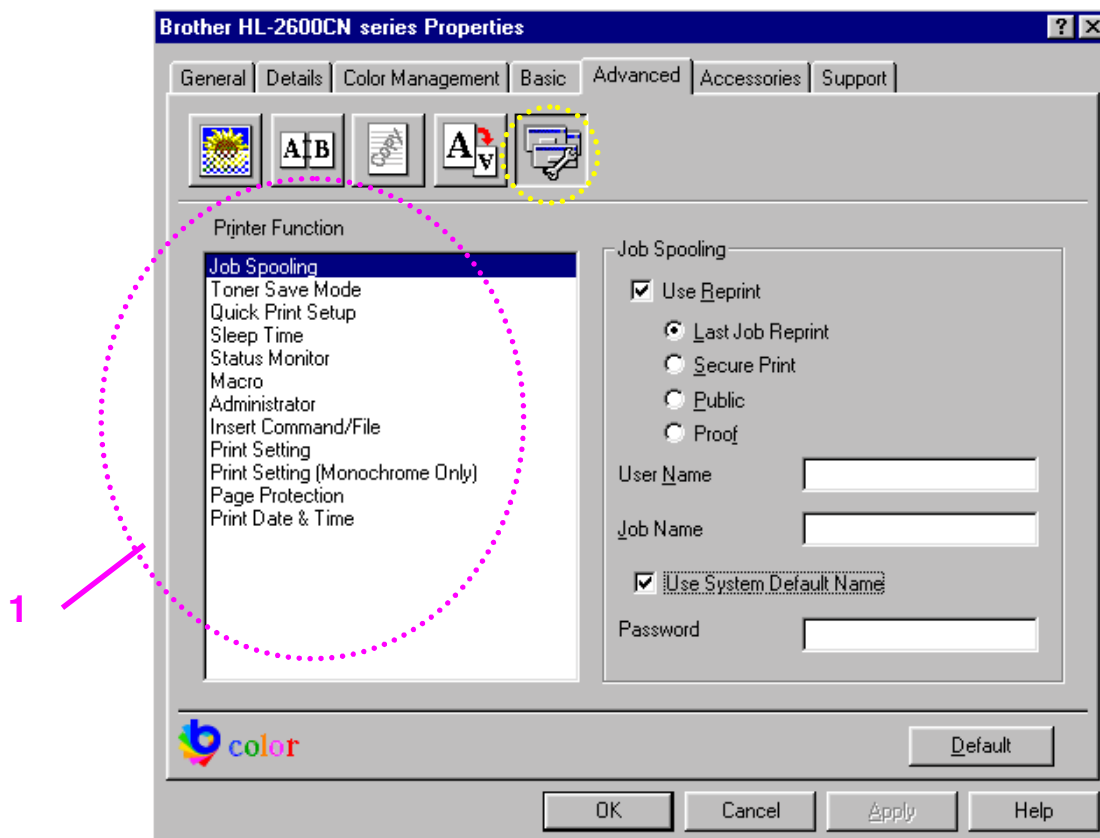 Brother HL-2600CN series Properties
General Details Color Management Basic Advanced Accessories Support
A B
COPY
A A
Printer Function
Job Spooling
Toner Save Mode
Quick Print Setup
Sleep Time
Status Monitor
Macro
Administrator
Insert Command/File
Print Setting
Print Setting (Monochrome Only)
Page Protection
Print Date & Time
1
Job Spooling
Use Reprint
Last Job Reprint
Secure Print
Public
Proof
User Name
Job Name
Use System Default Name
Password
b color
Default
OK Cancel Apply Help